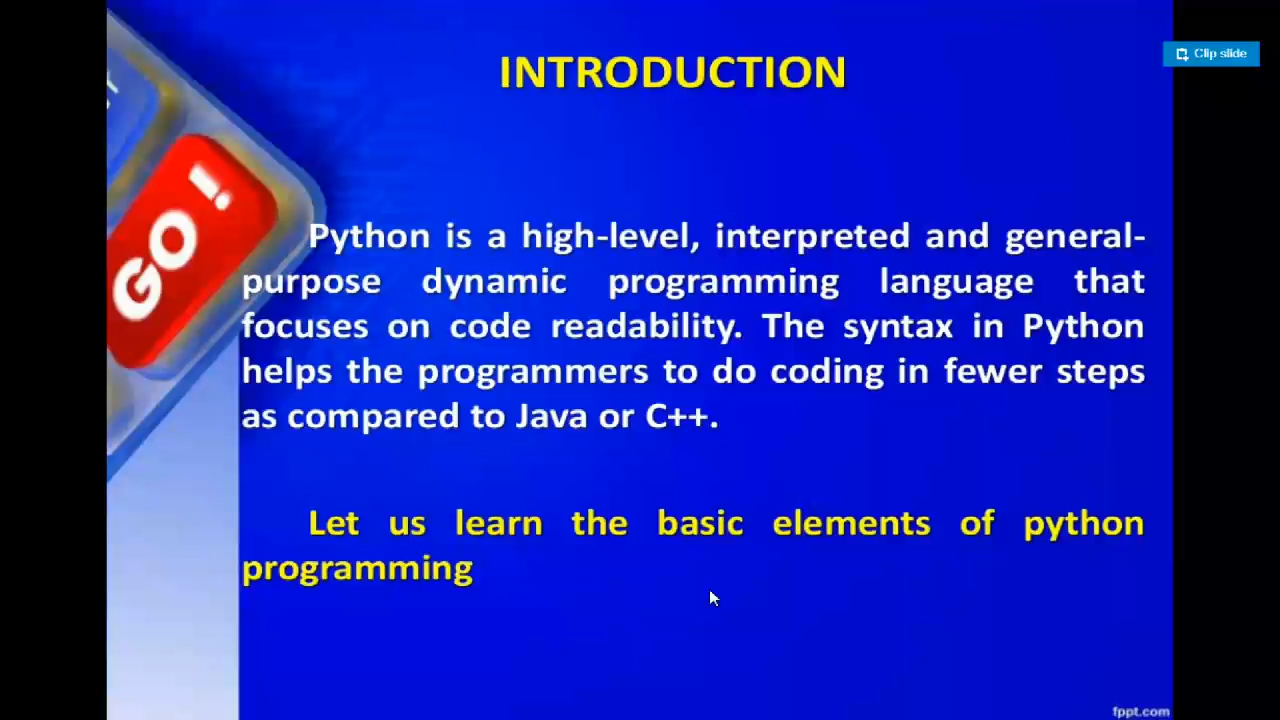 Clip slide
INTRODUCTION
GO!
Python is a high-level, interpreted and general-
purpose dynamic programming language that
focuses on code readability. The syntax in Python
helps the programmers to do coding in fewer steps
as compared to Java or C++.
Let us learn the basic elements of python
programming
fppt.com